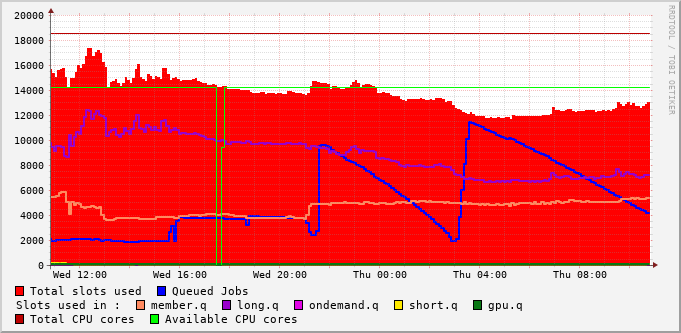 20000
18000
16000
14000
12000
10000
8000
6000
4000
2000
0
Wed 12:00 Wed 16:00 Wed 20:00 Thu 00:00 Thu 04:00 Thu 08:00
RRDTOOL / TOBI OETIKER
Total slots used Queued Jobs
Slots used in : member.q long.q ondemand.q short.q gpu.q
Total CPU cores Available CPU cores